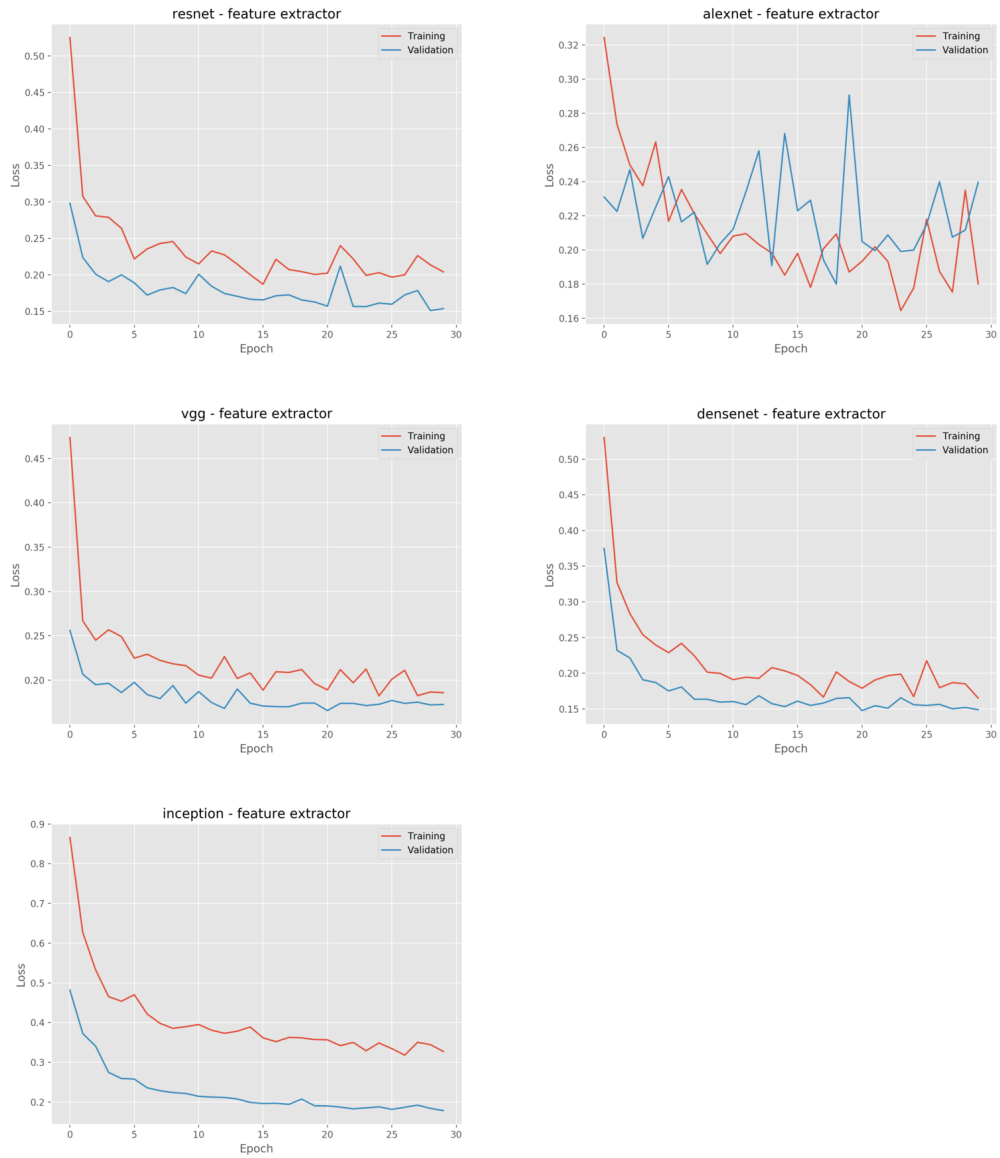 resnet - feature extractor
Training
Validation
0.50
0.45
0.40
0.35
0.30
0.25
0.20
0.15
Loss
0 5 10 15 20 25 30
Epoch
alexnet - feature extractor
Training
Validation
0.32
0.30
0.28
0.26
0.24
0.22
0.20
0.18
0.16
Loss
0 5 10 15 20 25 30
Epoch
vgg - feature extractor
Training
Validation
0.45
0.40
0.35
0.30
0.25
0.20
Loss
0 5 10 15 20 25 30
Epoch
densenet - feature extractor
Training
Validation
0.50
0.45
0.40
0.35
0.30
0.25
0.20
0.15
Loss
0 5 10 15 20 25 30
Epoch
inception - feature extractor
Training
Validation
0.9
0.8
0.7
0.6
0.5
0.4
0.3
0.2
Loss
0 5 10 15 20 25 30
Epoch